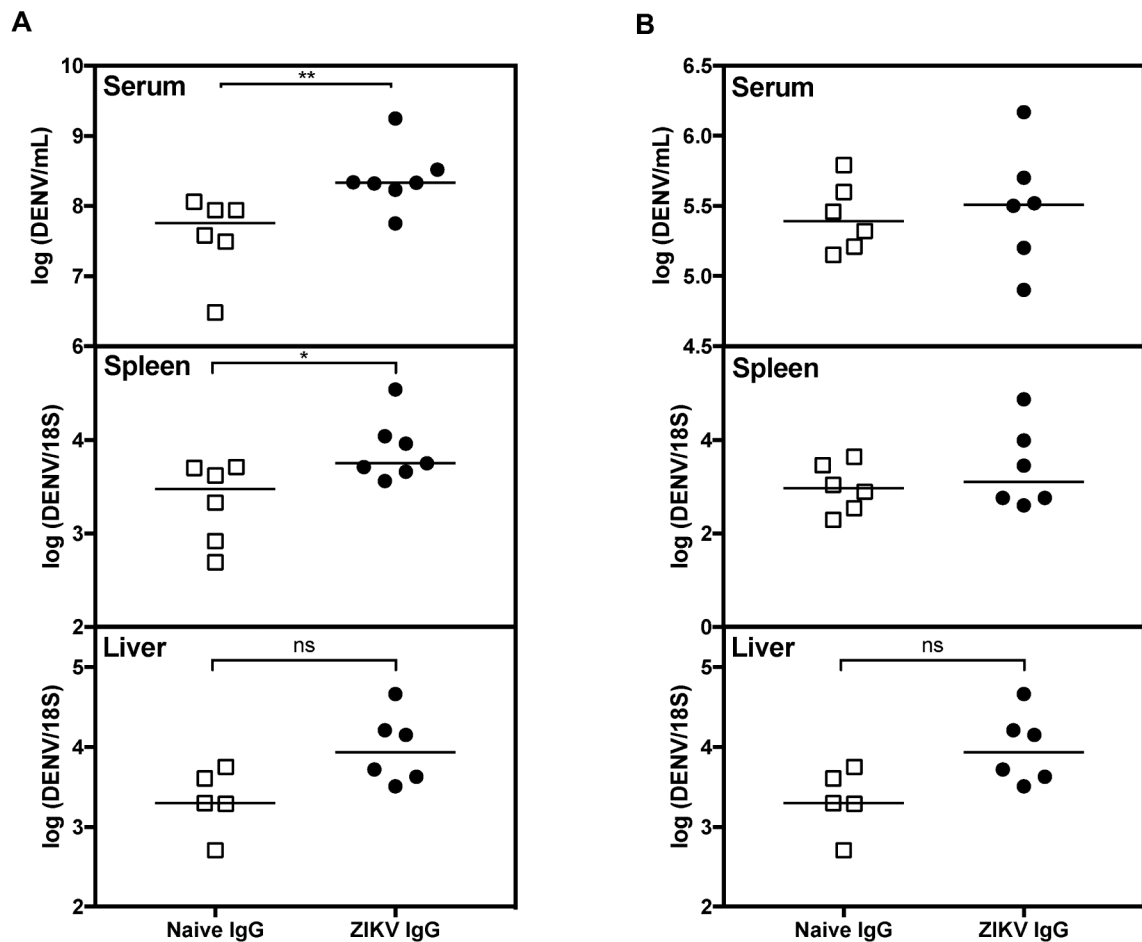 A
Serum
**
log (DENV/mL)
10
9
8
7
6
Spleen
*
log (DENV/18S)
4
3
2
Liver
ns
log (DENV/18S)
5
4
3
2
Naive IgG
ZIKV IgG
B
Serum
log (DENV/mL)
6.5
6.0
5.5
5.0
4.5
Spleen
log (DENV/18S)
4
2
0
Liver
ns
log (DENV/18S)
5
4
3
2
Naive IgG
ZIKV IgG